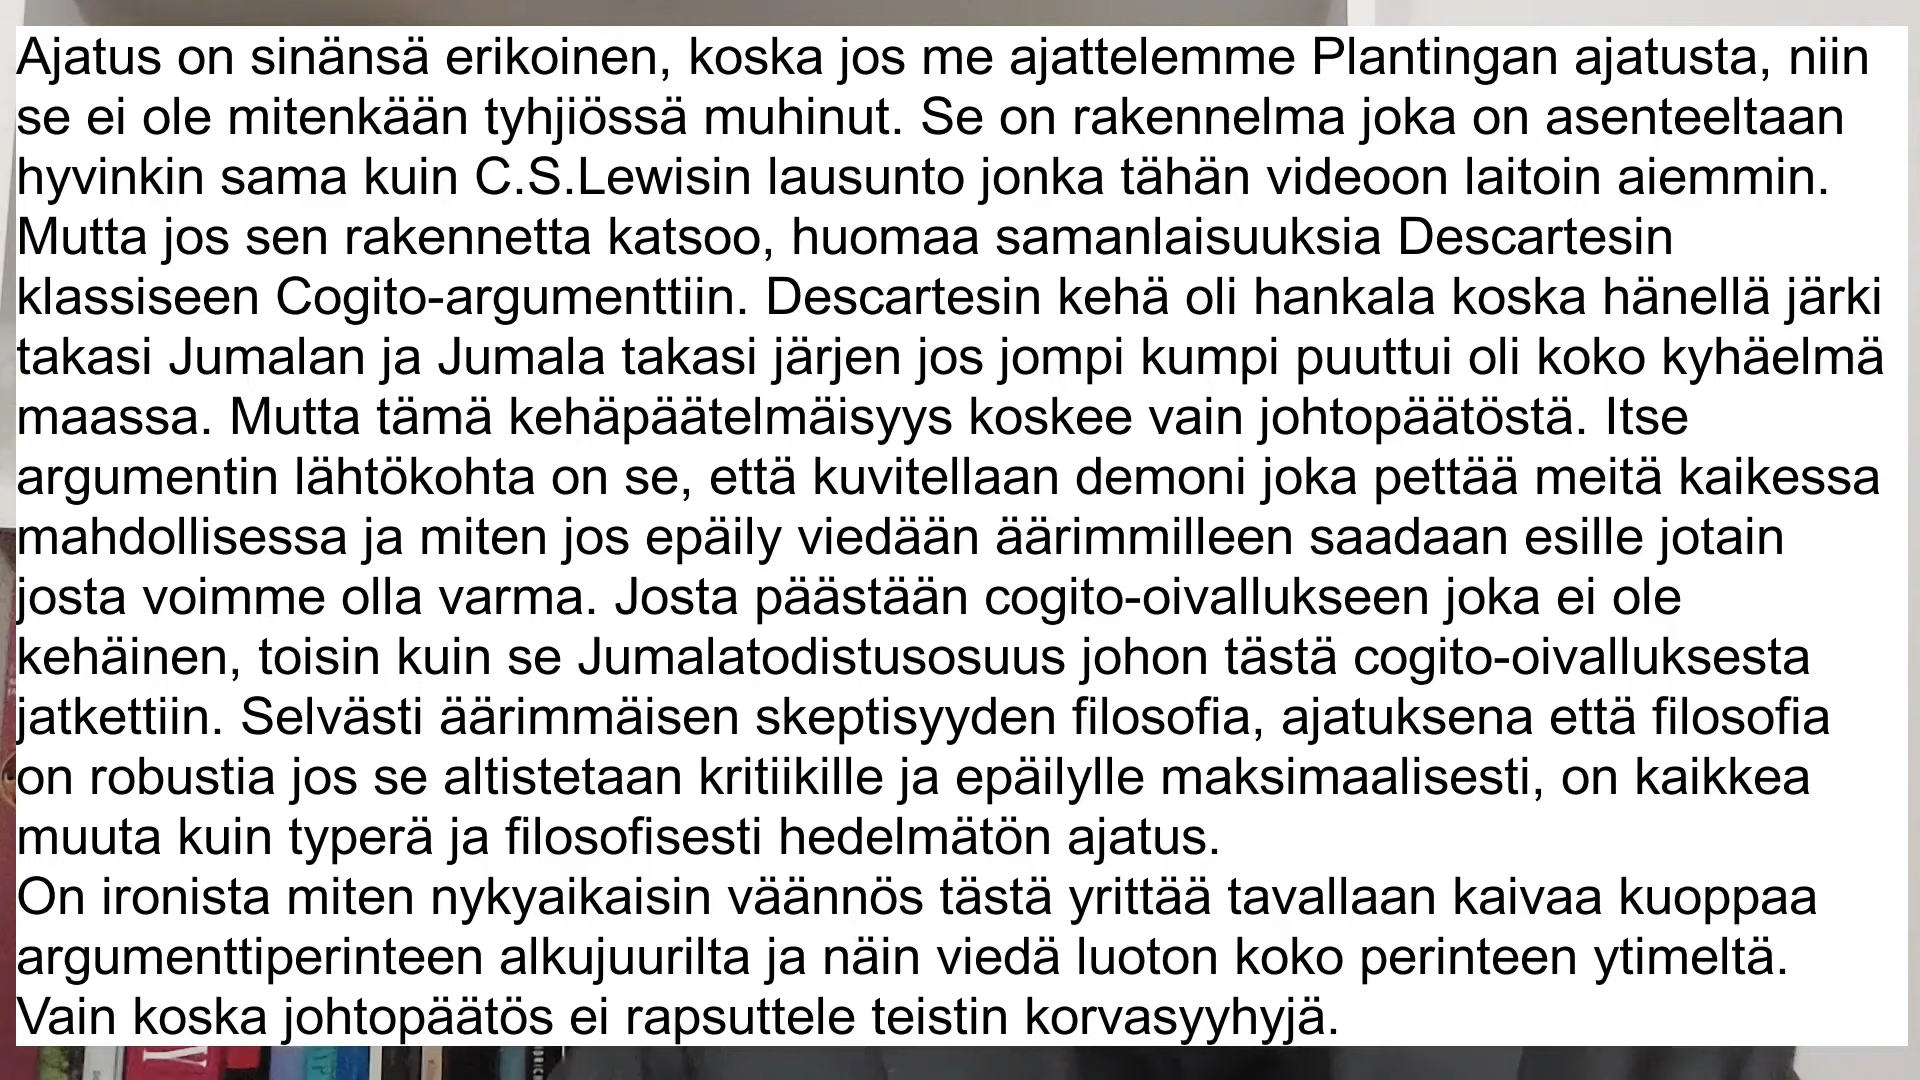 Ajatus on sinänsä erikoinen, koska jos me ajattelemme Plantingan ajatusta, niin
se ei ole mitenkään tyhjiössä muhinut. Se on rakennelma joka on asenteeltaan
hyvinkin sama kuin C.S.Lewisin lausunto jonka tähän videoon laitoin aiemmin.
Mutta jos sen rakennetta katsoo, huomaa samanlaisuuksia Descartesin
klassiseen Cogito-argumenttiin. Descartesin kehä oli hankala koska hänellä järki
takasi Jumalan ja Jumala takasi järjen jos jompi kumpi puuttui oli koko kyhäelmä
maassa. Mutta tämä kehäpäätelmäisyys koskee vain johtopäätöstä. Itse
argumentin lähtökohta on se, että kuvitellaan demoni joka pettää meitä kaikessa
mahdollisessa ja miten jos epäily viedään äärimmilleen saadaan esille jotain
josta voimme olla varma. Josta päästään cogito-oivallukseen joka ei ole
kehäinen, toisin kuin se Jumalatodistusosuus johon tästä cogito-oivalluksesta
jatkettiin. Selvästi äärimmäisen skeptisyyden filosofia, ajatuksena että filosofia
on robustia jos se altistetaan kritiikille ja epäilylle maksimaalisesti, on kaikkea
muuta kuin typerä ja filosofisesti hedelmätön ajatus.
On ironista miten nykyaikaisin väännös tästä yrittää tavallaan kaivaa kuoppaa
argumenttiperinteen alkujuurilta ja näin viedä luoton koko perinteen ytimeltä.
Vain koska johtopäätös ei rapsuttele teistin korvasyyhyjä.